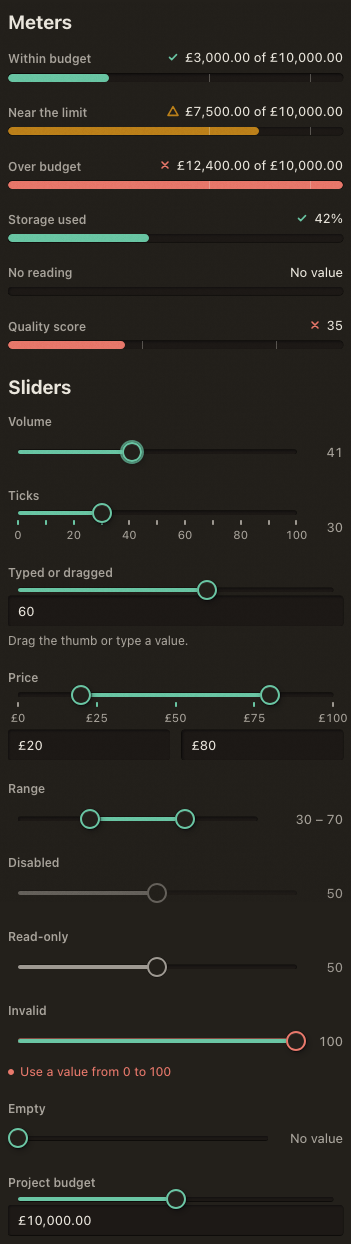 Meters
Within budget £3,000.00 of £10,000.00
Near the limit £7,500.00 of £10,000.00
Over budget £12,400.00 of £10,000.00
Storage used 42%
No reading No value
Quality score 35
Sliders
Volume
41
Ticks
30
0 20 40 60 80 100
Typed or dragged
60
Drag the thumb or type a value.
Price
£0 £25 £50 £75 £100
£20 £80
Range
30 – 70
Disabled
50
Read-only
50
Invalid
100
Use a value from 0 to 100
Empty
No value
Project budget
£10,000.00